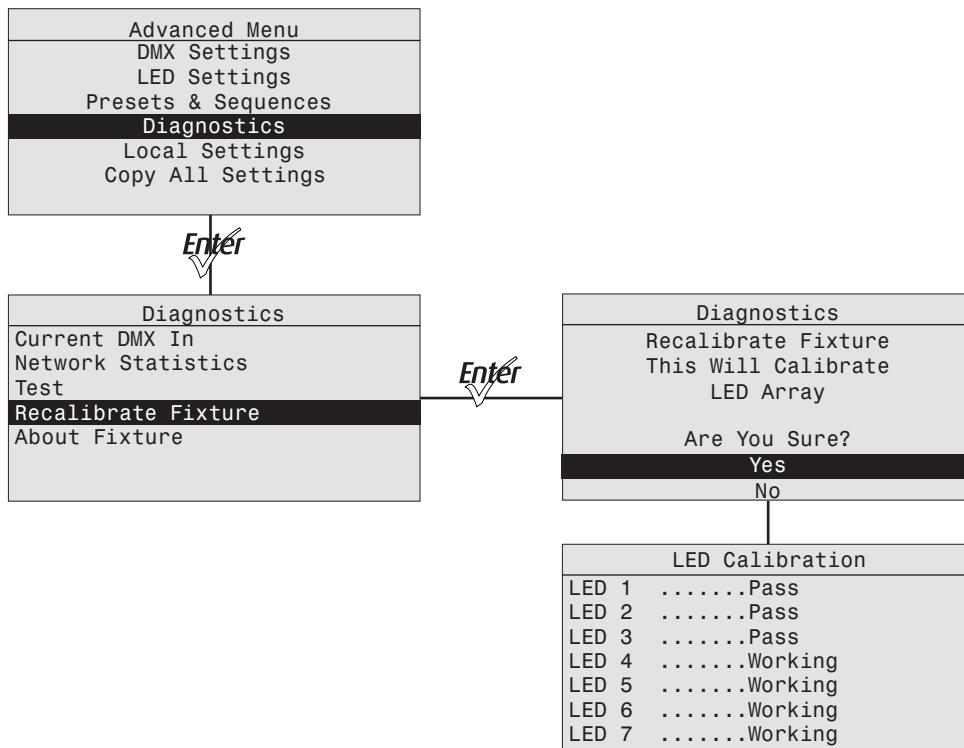 Advanced Menu
DMX Settings
LED Settings
Presets & Sequences
Diagnostics
Local Settings
Copy All Settings
Enter
Diagnostics
Current DMX In
Network Statistics
Test
Recalibrate Fixture
About Fixture
Enter
Diagnostics
Recalibrate Fixture
This Will Calibrate
LED Array
Are You Sure?
Yes
No
LED Calibration
LED 1 .......Pass
LED 2 .......Pass
LED 3 .......Pass
LED 4 .......Working
LED 5 .......Working
LED 6 .......Working
LED 7 .......Working